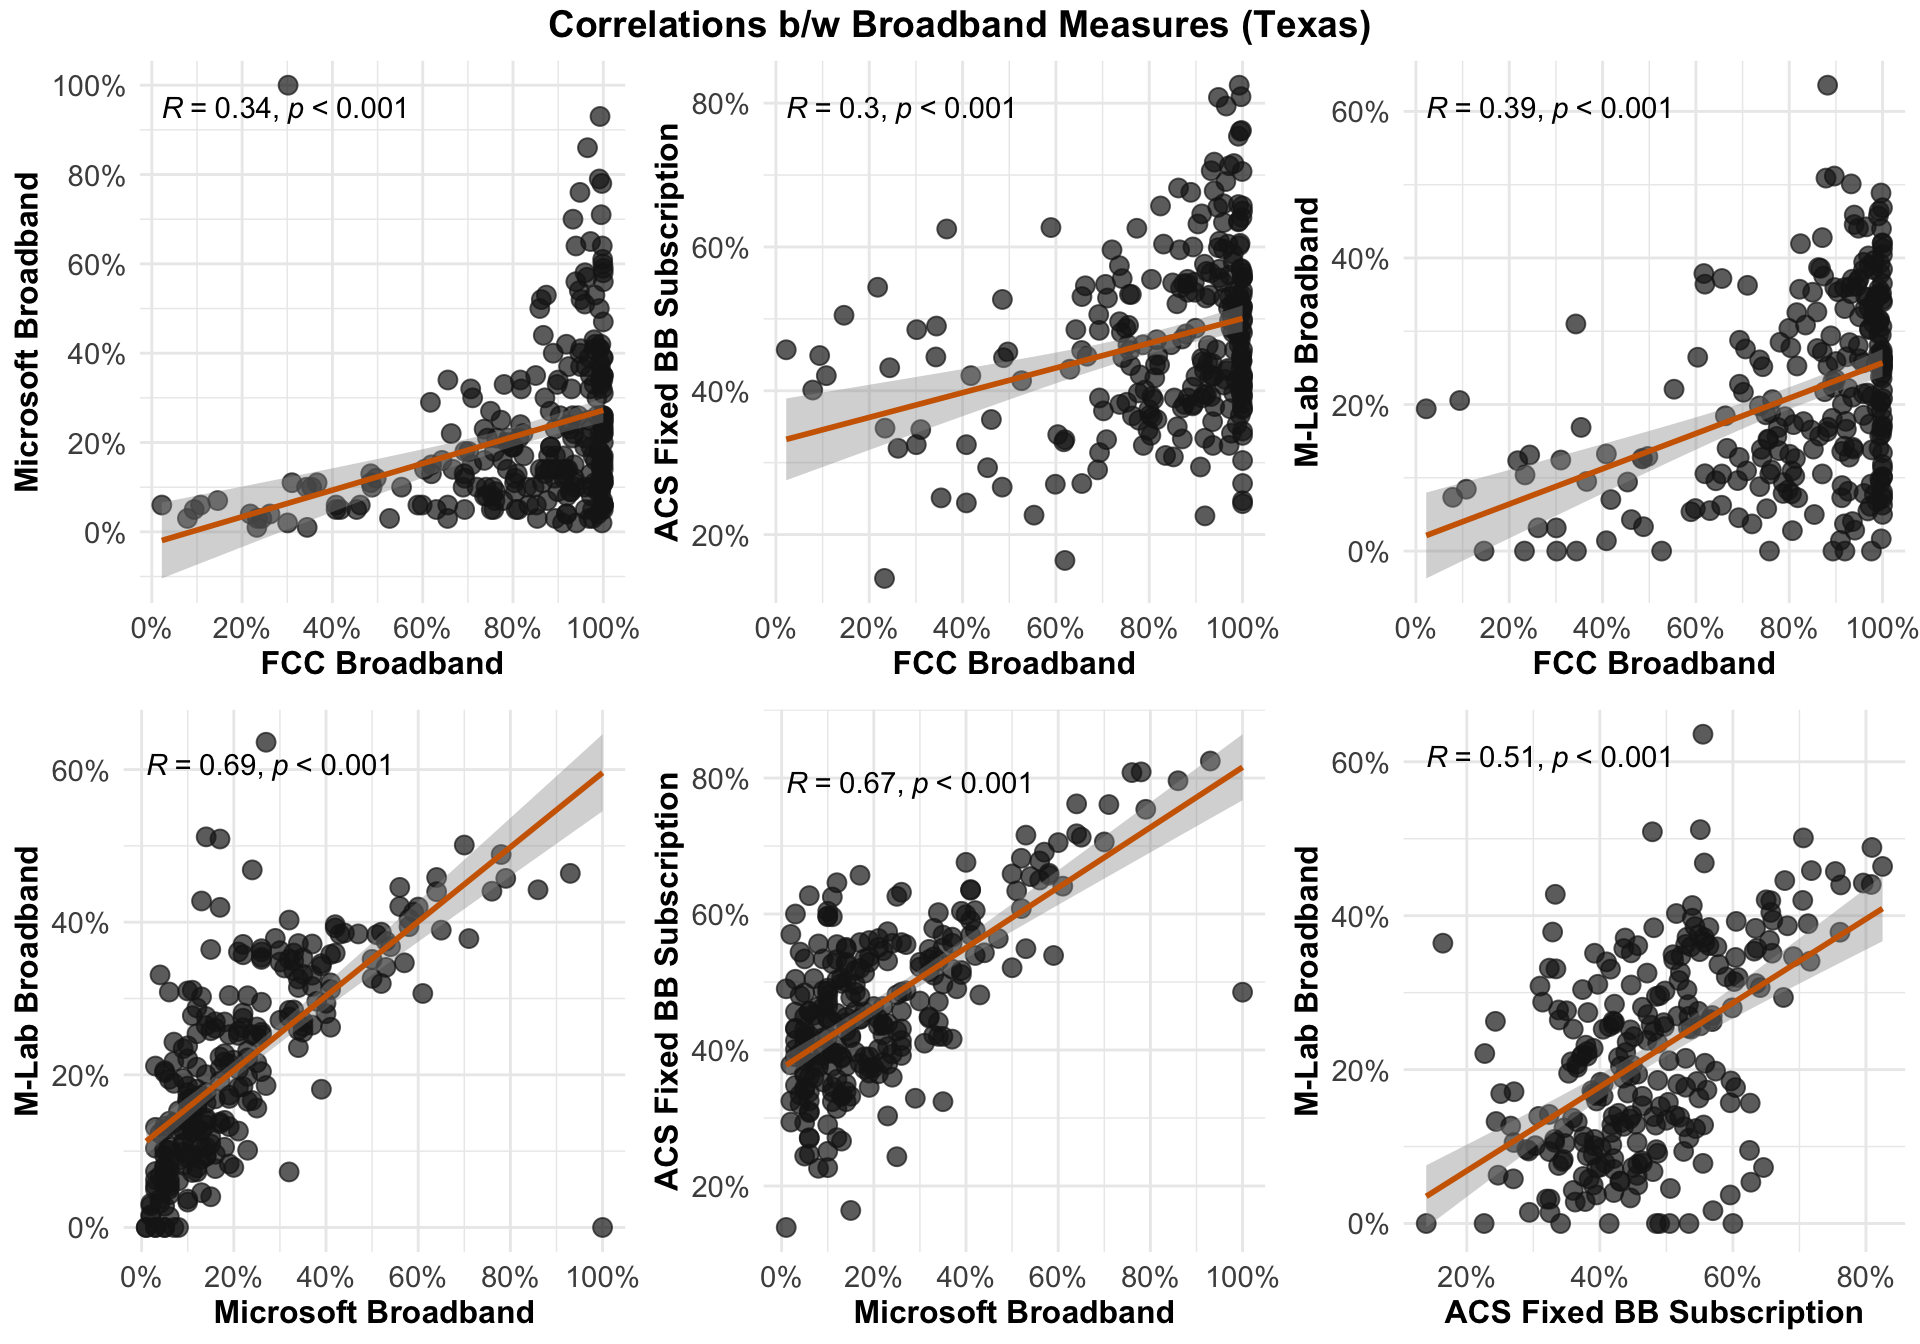 Correlations b/w Broadband Measures (Texas)
Microsoft Broadband
100%
80%
60%
40%
20%
0%
R = 0.34, p < 0.001
0% 20% 40% 60% 80% 100%
FCC Broadband
ACS Fixed BB Subscription
80%
60%
40%
20%
R = 0.3, p < 0.001
0% 20% 40% 60% 80% 100%
FCC Broadband
M-Lab Broadband
60%
40%
20%
0%
R = 0.39, p < 0.001
0% 20% 40% 60% 80% 100%
FCC Broadband
M-Lab Broadband
60%
40%
20%
0%
R = 0.69, p < 0.001
0% 20% 40% 60% 80% 100%
Microsoft Broadband
ACS Fixed BB Subscription
80%
60%
40%
20%
R = 0.67, p < 0.001
0% 20% 40% 60% 80% 100%
Microsoft Broadband
M-Lab Broadband
60%
40%
20%
0%
R = 0.51, p < 0.001
20% 40% 60% 80%
ACS Fixed BB Subscription